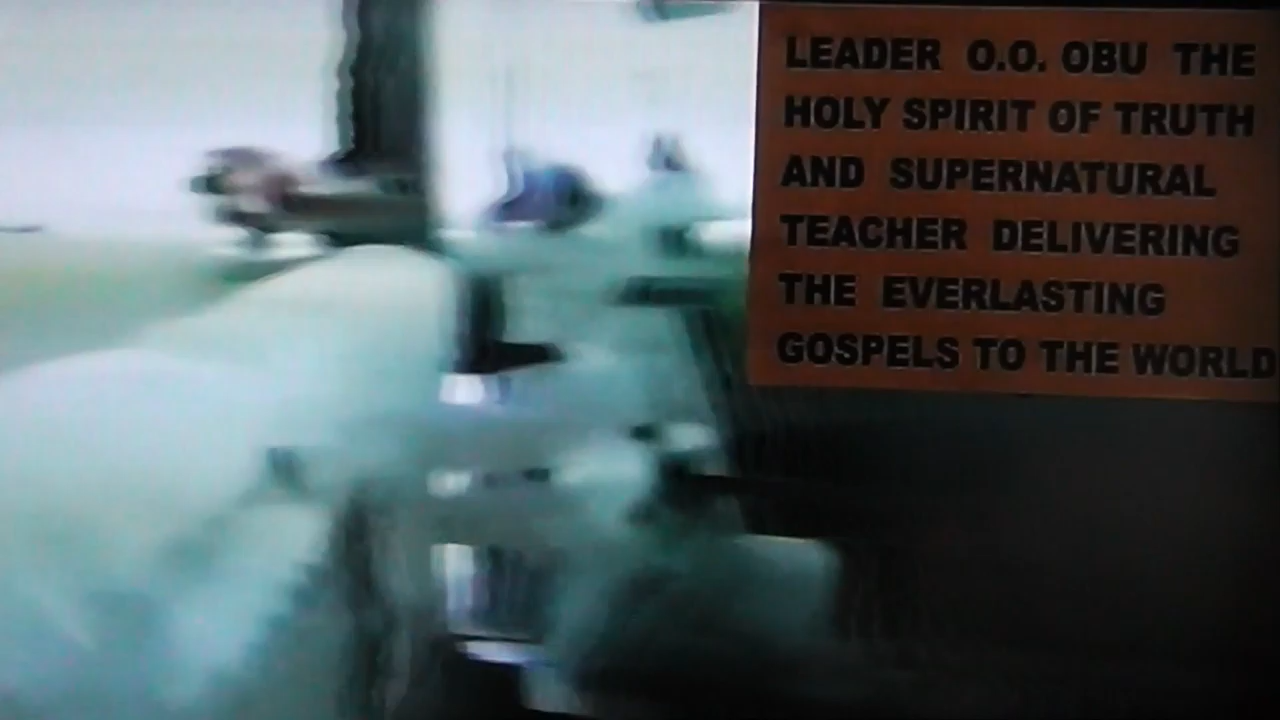 LEADER O.O. OBU THE
HOLY SPIRIT OF TRUTH
AND SUPERNATURAL
TEACHER DELIVERING
THE EVERLASTING
GOSPELS TO THE WORLD